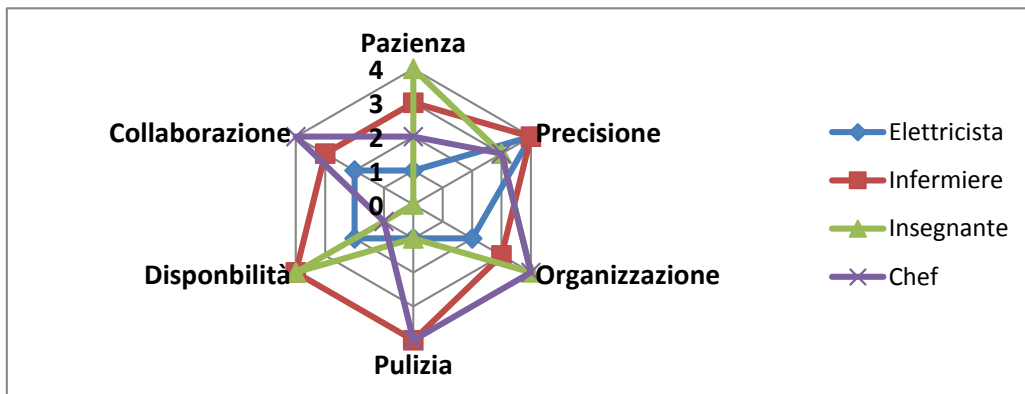 Pazienza
4
3
2
1
0
Precisione
Organizzazione
Pulizia
Disponbilità
Collaborazione
Elettricista
Infermiere
Insegnante
Chef